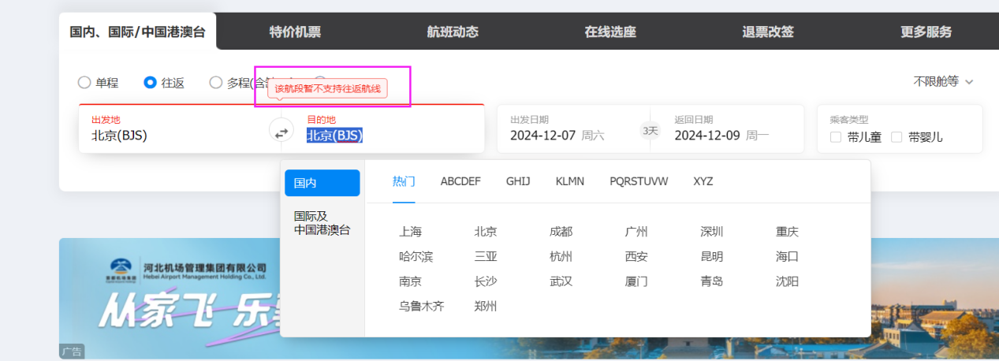 国内、国际/中国港澳台 特价机票 航班动态 在线选座 退票改签 更多服务
单程 往返 多程(含 不限舱等
该航段暂不支持往返航线
出发地 目的地 出发日期 返回日期 乘客类型
北京(BJS) 北京(BJS) 2024-12-07 周六 3天 2024-12-09 周一 带儿童 带婴儿
国内 热门 ABCDEF GHIJ KLMN PQRSTUVW XYZ
国际及
中国港澳台
上海 北京 成都 广州 深圳 重庆
哈尔滨 三亚 杭州 西安 昆明 海口
南京 长沙 武汉 厦门 青岛 沈阳
乌鲁木齐 郑州
河北机场管理集团有限公司
Hebei Airport Management Holding Co., Ltd.
从家飞 乐
广告